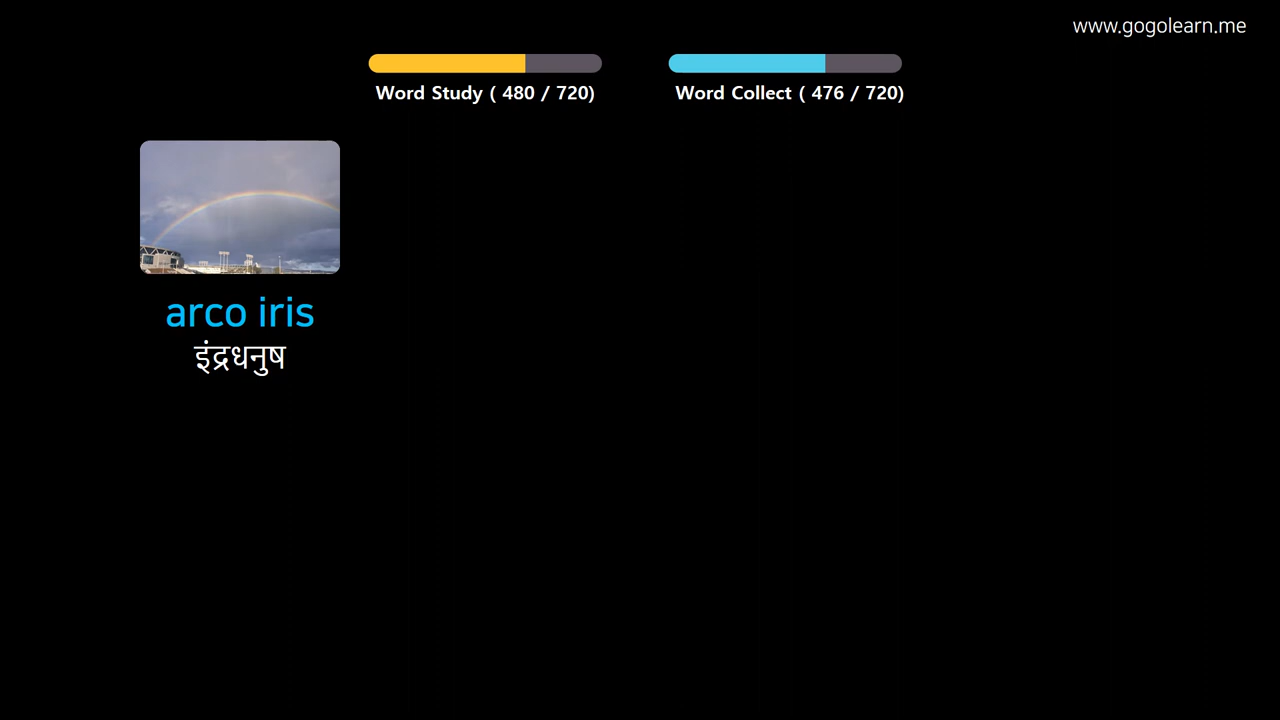 www.gogolearn.me
Word Study ( 480 / 720)
Word Collect ( 476 / 720)
arco iris
इंद्रधनुष